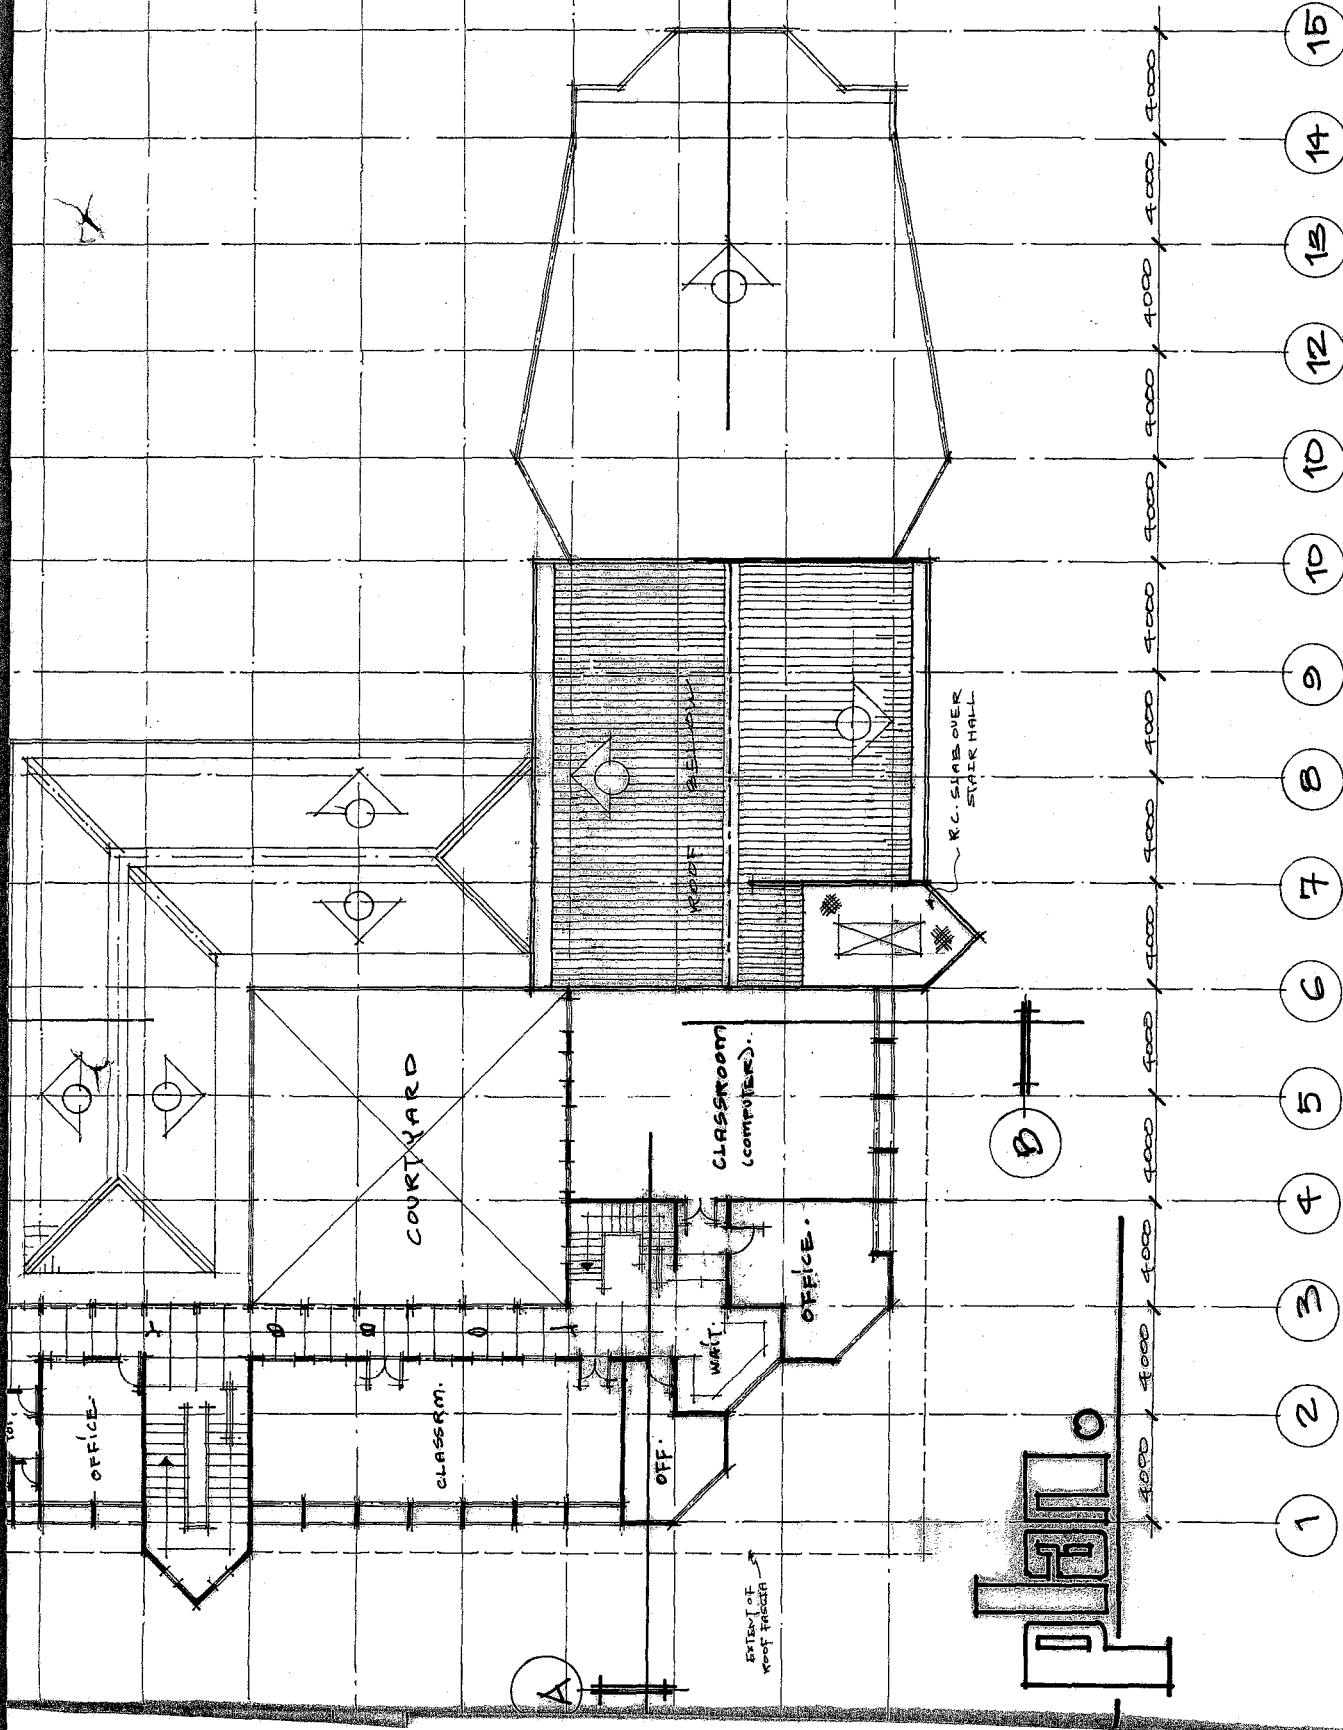 TOI.
OFFICE.
CLASSRM.
OFF.
WAIT.
OFFICE.
COURTYARD
CLASSROOM
(COMPUTER).
ROOF BELOW
R.C. SLAB OVER
STAIR HALL
EXTENT OF
ROOF FASCIA
A
B
4000 4000 4000 4000 4000 4000 4000 4000 4000 4000 4000 4000 4000 4000
1 2 3 4 5 6 7 8 9 10 10 12 13 14 15
plan